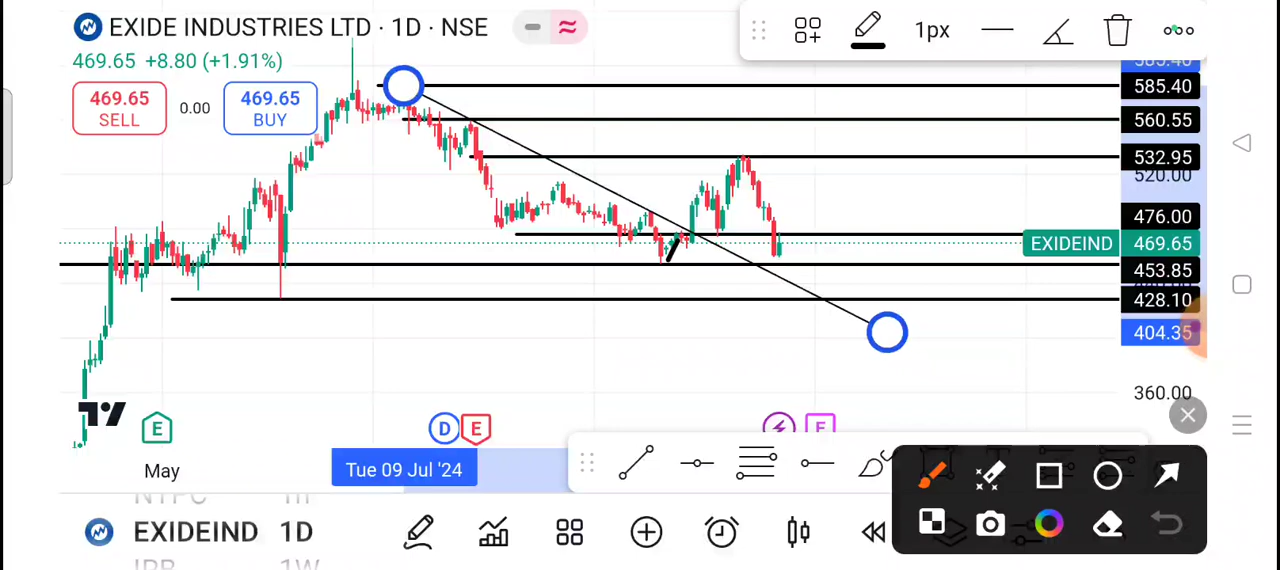 EXIDE INDUSTRIES LTD · 1D · NSE
469.65 +8.80 (+1.91%)
469.65
SELL
0.00
469.65
BUY
1px
585.40
560.55
532.95
520.00
476.00
EXIDEIND 469.65
453.85
428.10
404.35
360.00
E
D
E
May
Tue 09 Jul '24
EXIDEIND 1D